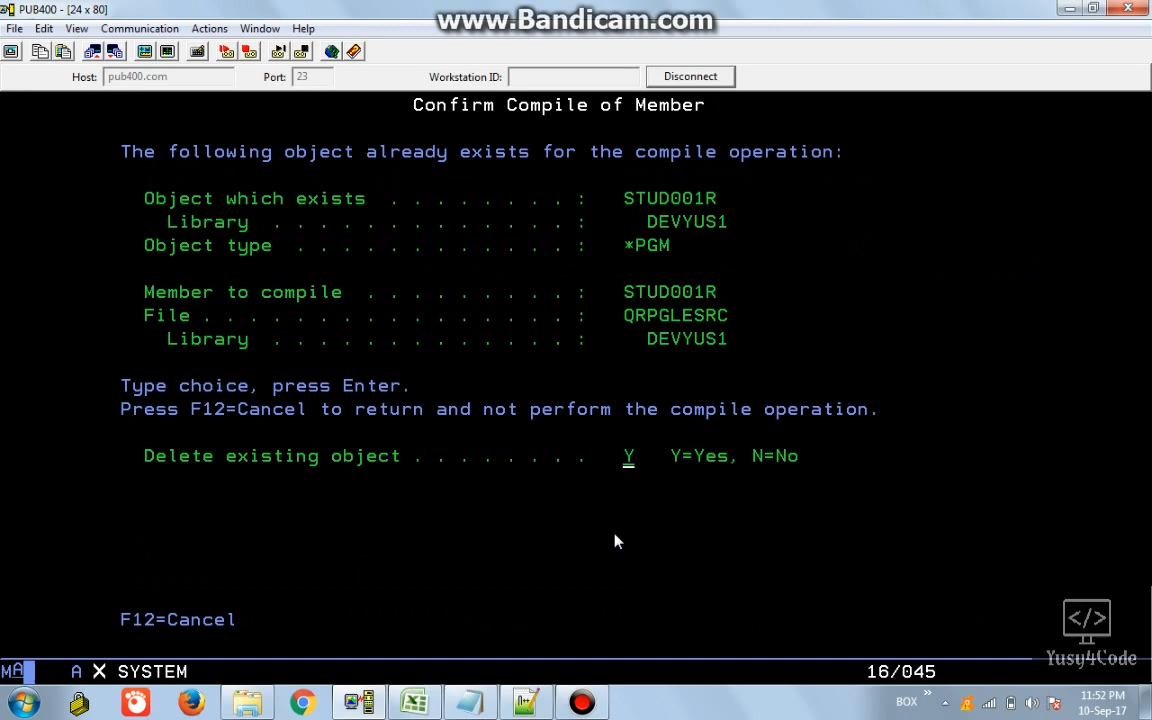 PUB400 - [24 x 80]
www.Bandicam.com
File Edit View Communication Actions Window Help
Host: pub400.com Port: 23 Workstation ID: Disconnect
Confirm Compile of Member
The following object already exists for the compile operation:
Object which exists . . . . . . . . : STUD001R
Library . . . . . . . . . . . . . : DEVYUS1
Object type . . . . . . . . . . . . : *PGM
Member to compile . . . . . . . . . : STUD001R
File . . . . . . . . . . . . . . . . : QRPGLESRC
Library . . . . . . . . . . . . . : DEVYUS1
Type choice, press Enter.
Press F12=Cancel to return and not perform the compile operation.
Delete existing object . . . . . . . . Y Y=Yes, N=No
F12=Cancel
</>
Yusy4Code
MA A X SYSTEM 16/045
BOX » 11:52 PM
10-Sep-17